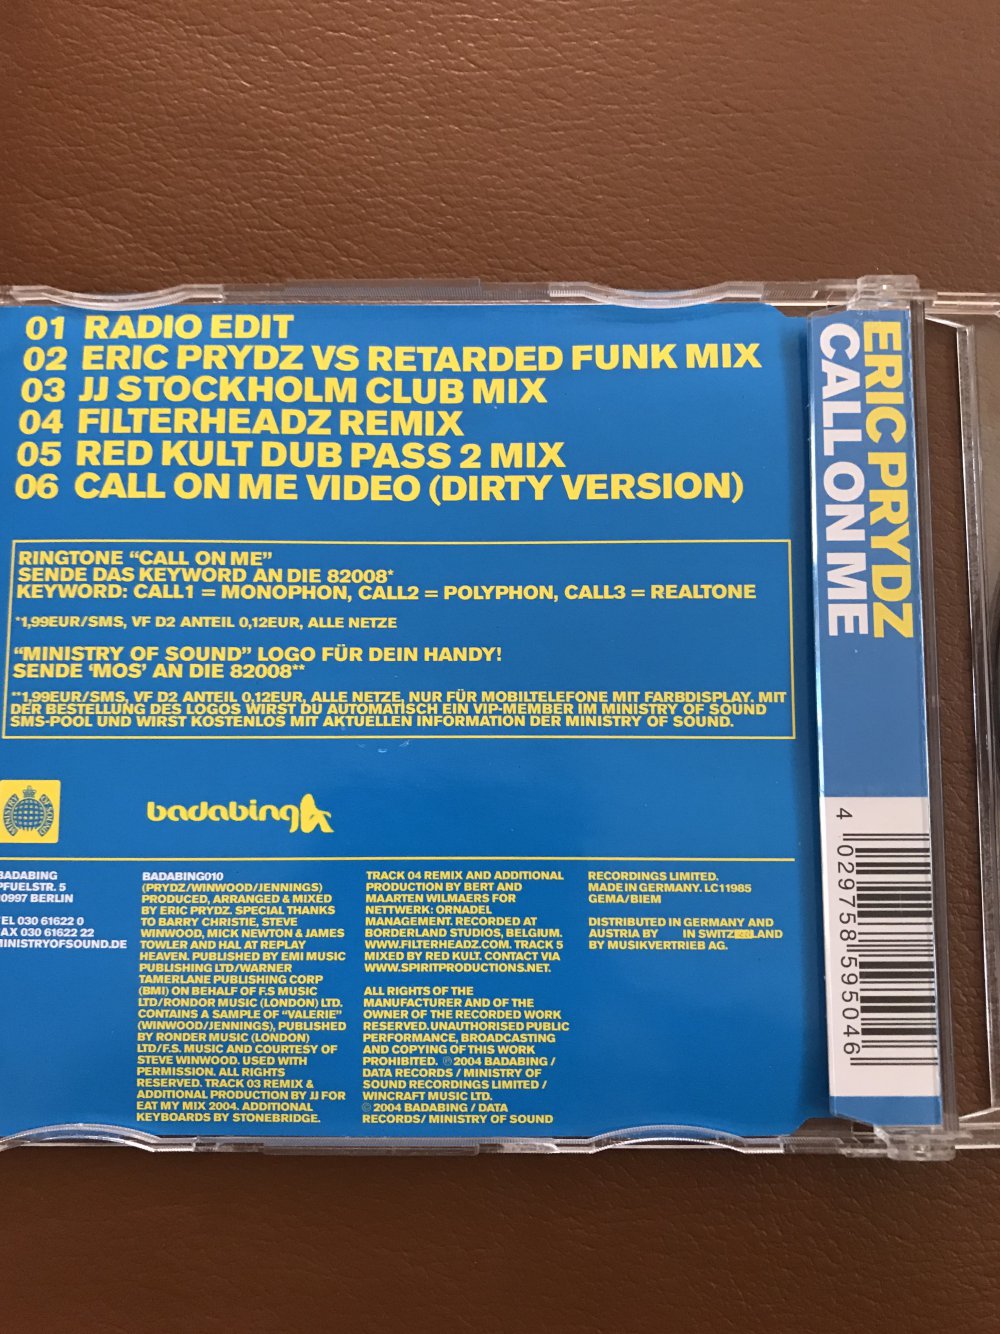 01 RADIO EDIT
02 ERIC PRYDZ VS RETARDED FUNK MIX
03 JJ STOCKHOLM CLUB MIX
04 FILTERHEADZ REMIX
05 RED KULT DUB PASS 2 MIX
06 CALL ON ME VIDEO (DIRTY VERSION)
RINGTONE “CALL ON ME”
SENDE DAS KEYWORD AN DIE 82008*
KEYWORD: CALL1 = MONOPHON, CALL2 = POLYPHON, CALL3 = REALTONE
*1,99EUR/SMS, VF D2 ANTEIL 0,12EUR, ALLE NETZE
“MINISTRY OF SOUND” LOGO FÜR DEIN HANDY!
SENDE ‘MOS’ AN DIE 82008**
**1,99EUR/SMS, VF D2 ANTEIL 0,12EUR, ALLE NETZE, NUR FÜR MOBILTELEFONE MIT FARBDISPLAY. MIT
DER BESTELLUNG DES LOGOS WIRST DU AUTOMATISCH EIN VIP-MEMBER IM MINISTRY OF SOUND
SMS-POOL UND WIRST KOSTENLOS MIT AKTUELLEN INFORMATION DER MINISTRY OF SOUND.
MINISTRY OF SOUND
badabing
BADABING
PFUELSTR. 5
BERLIN
030 61622 0
030 61622 22
MINISTRYOFSOUND.DE
BADABING010
(PRYDZ/WINWOOD/JENNINGS)
PRODUCED, ARRANGED & MIXED
BY ERIC PRYDZ. SPECIAL THANKS
TO BARRY CHRISTIE, STEVE
WINWOOD, MICK NEWTON & JAMES
TOWLER AND HAL AT REPLAY
HEAVEN. PUBLISHED BY EMI MUSIC
PUBLISHING LTD/WARNER
TAMERLANE PUBLISHING CORP
(BMI) ON BEHALF OF F.S MUSIC
LTD/RONDOR MUSIC (LONDON) LTD.
CONTAINS A SAMPLE OF “VALERIE”
(WINWOOD/JENNINGS), PUBLISHED
BY RONDER MUSIC (LONDON)
LTD/F.S. MUSIC AND COURTESY OF
STEVE WINWOOD. USED WITH
PERMISSION. ALL RIGHTS
RESERVED. TRACK 03 REMIX &
ADDITIONAL PRODUCTION BY JJ FOR
EAT MY MIX 2004. ADDITIONAL
KEYBOARDS BY STONEBRIDGE.
TRACK 04 REMIX AND ADDITIONAL
PRODUCTION BY BERT AND
MAARTEN WILMAERS FOR
NETTWERK: ORNADEL
MANAGEMENT. RECORDED AT
BORDERLAND STUDIOS, BELGIUM.
WWW.FILTERHEADZ.COM. TRACK 5
MIXED BY RED KULT. CONTACT VIA
WWW.SPIRITPRODUCTIONS.NET.
ALL RIGHTS OF THE
MANUFACTURER AND OF THE
OWNER OF THE RECORDED WORK
RESERVED. UNAUTHORISED PUBLIC
PERFORMANCE, BROADCASTING
AND COPYING OF THIS WORK
PROHIBITED. ℗ 2004 BADABING /
DATA RECORDS / MINISTRY OF
SOUND RECORDINGS LIMITED /
WINCRAFT MUSIC LTD.
© 2004 BADABING / DATA
RECORDS/ MINISTRY OF SOUND
RECORDINGS LIMITED.
MADE IN GERMANY. LC11985
GEMA/BIEM
DISTRIBUTED IN GERMANY AND
AUSTRIA BY IN SWITZERLAND
BY MUSIKVERTRIEB AG.
ERIC PRYDZ
CALL ON ME
4 029758 595046